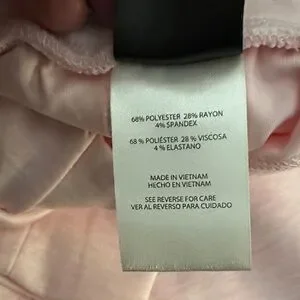 68% POLYESTER 28% RAYON
4% SPANDEX
68 % POLIÉSTER 28 % VISCOSA
4 % ELASTANO
MADE IN VIETNAM
HECHO EN VIETNAM
SEE REVERSE FOR CARE
VER AL REVERSO PARA CUIDADO